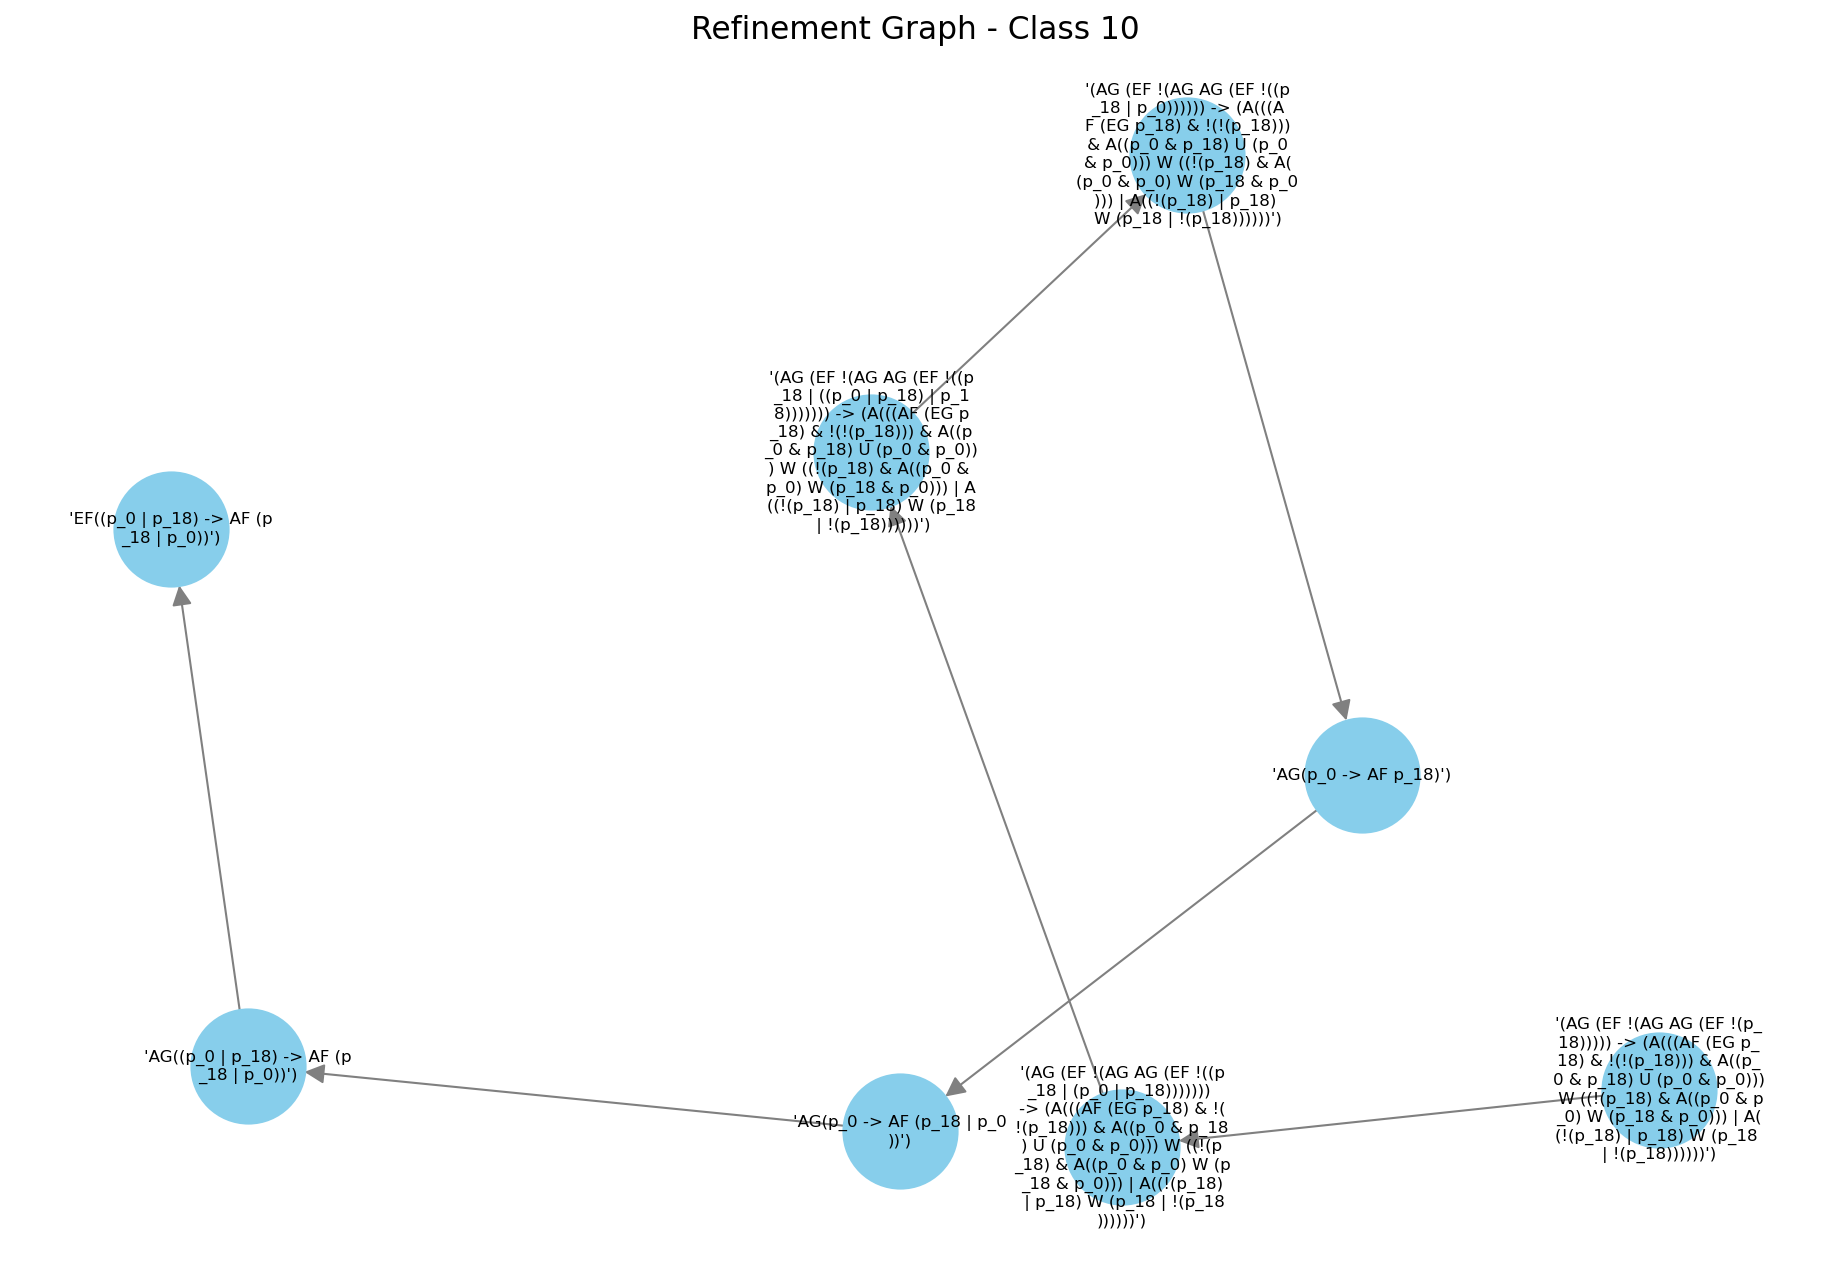 Refinement Graph - Class 10
'(AG (EF !(AG AG (EF !((p
_18 | p_0)))))) -> (A(((A
F (EG p_18) & !(!(p_18)))
& A((p_0 & p_18) U (p_0
& p_0))) W ((!(p_18) & A(
(p_0 & p_0) W (p_18 & p_0
))) | A((!(p_18) | p_18)
W (p_18 | !(p_18))))))')
'(AG (EF !(AG AG (EF !((p
_18 | ((p_0 | p_18) | p_1
8))))))) -> (A(((AF (EG p
_18) & !(!(p_18))) & A((p
_0 & p_18) U (p_0 & p_0))
) W ((!(p_18) & A((p_0 &
p_0) W (p_18 & p_0))) | A
((!(p_18) | p_18) W (p_18
| !(p_18))))))')
'EF((p_0 | p_18) -> AF (p
_18 | p_0))')
'AG(p_0 -> AF p_18)')
'AG((p_0 | p_18) -> AF (p
_18 | p_0))')
'AG(p_0 -> AF (p_18 | p_0
))')
'(AG (EF !(AG AG (EF !((p
_18 | (p_0 | p_18)))))))
-> (A(((AF (EG p_18) & !(
!(p_18))) & A((p_0 & p_18
) U (p_0 & p_0))) W ((!(p
_18) & A((p_0 & p_0) W (p
_18 & p_0))) | A((!(p_18)
| p_18) W (p_18 | !(p_18
))))))')
'(AG (EF !(AG AG (EF !(p_
18))))) -> (A(((AF (EG p_
18) & !(!(p_18))) & A((p_
0 & p_18) U (p_0 & p_0)))
W ((!(p_18) & A((p_0 & p
_0) W (p_18 & p_0))) | A(
(!(p_18) | p_18) W (p_18
| !(p_18))))))')